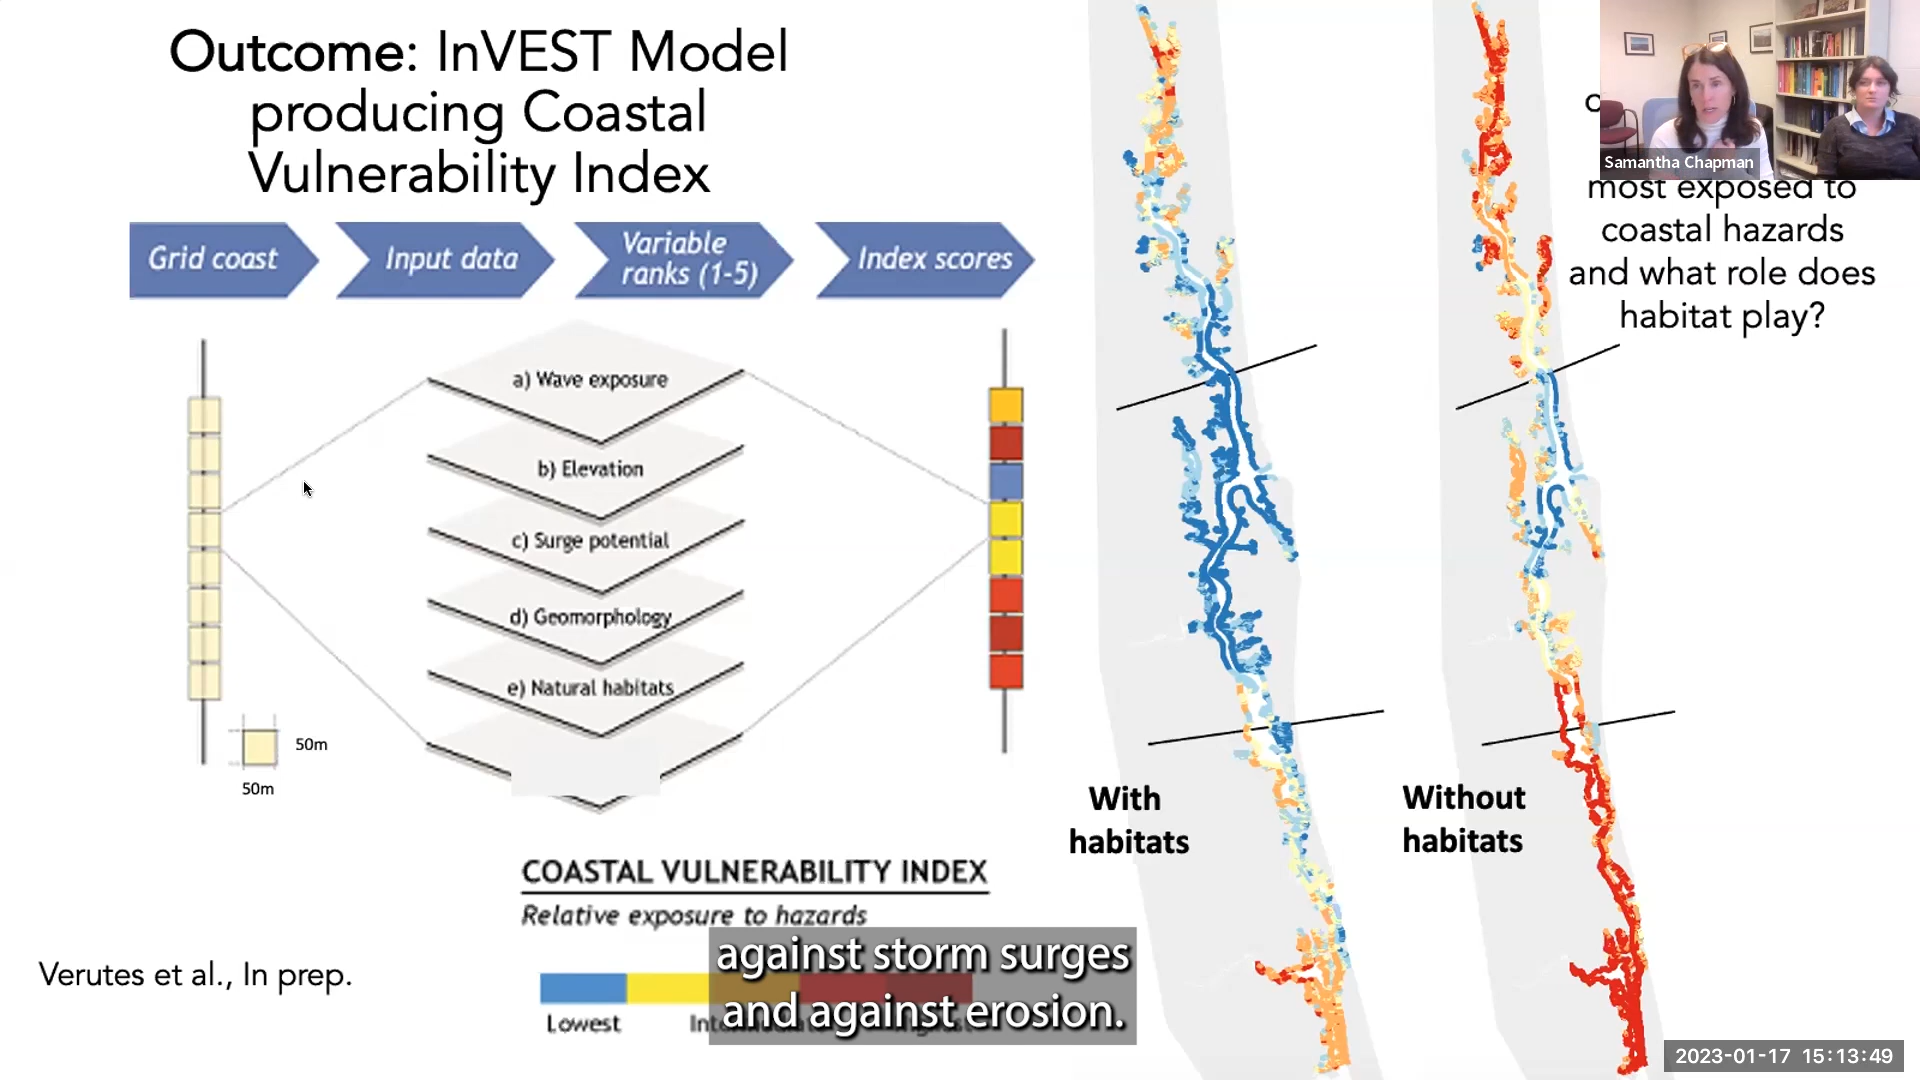 Outcome: InVEST Model
producing Coastal
Vulnerability Index
Grid coast
Input data
Variable
ranks (1-5)
Index scores
a) Wave exposure
b) Elevation
c) Surge potential
d) Geomorphology
e) Natural habitats
50m
50m
COASTAL VULNERABILITY INDEX
Relative exposure to hazards
Lowest
Verutes et al., In prep.
With
habitats
Without
habitats
most exposed to
coastal hazards
and what role does
habitat play?
Samantha Chapman
against storm surges
and against erosion.
2023-01-17 15:13:49